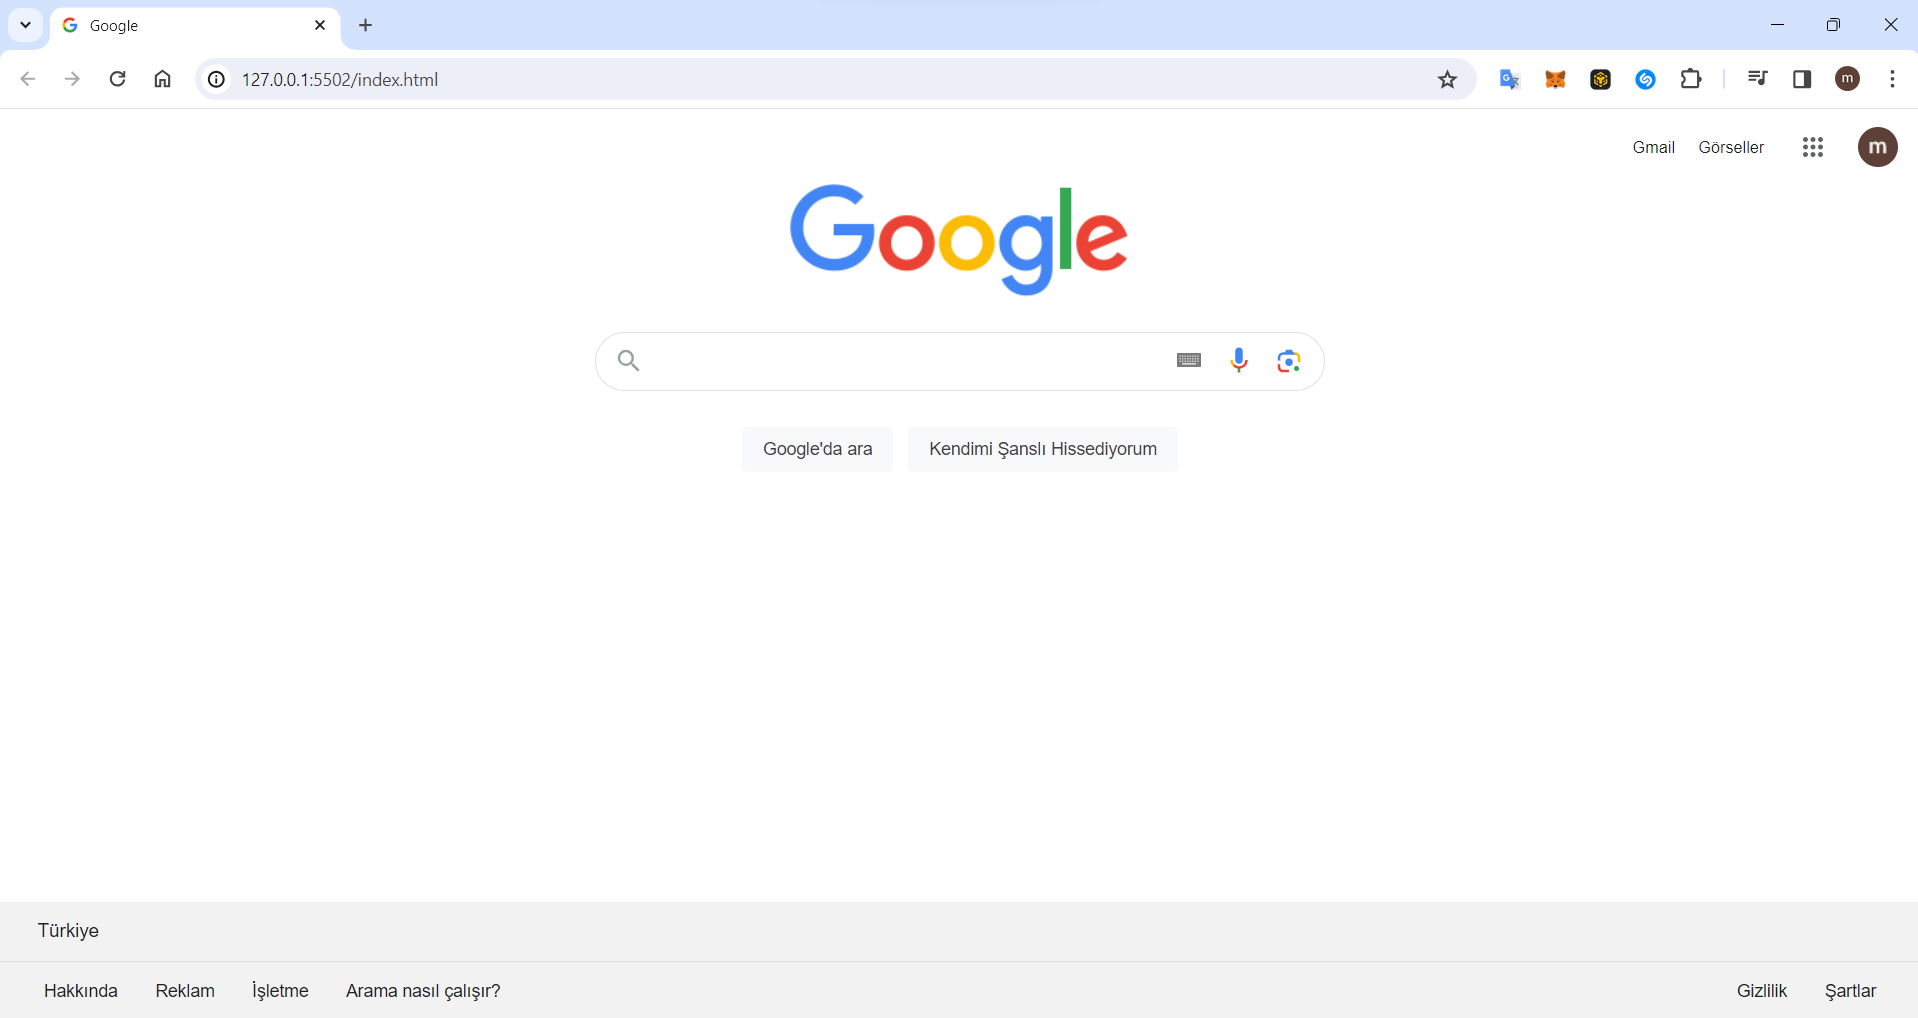 Google
127.0.0.1:5502/index.html
m
Gmail Görseller m
Google
Google'da ara Kendimi Şanslı Hissediyorum
Türkiye
Hakkında Reklam İşletme Arama nasıl çalışır? Gizlilik Şartlar